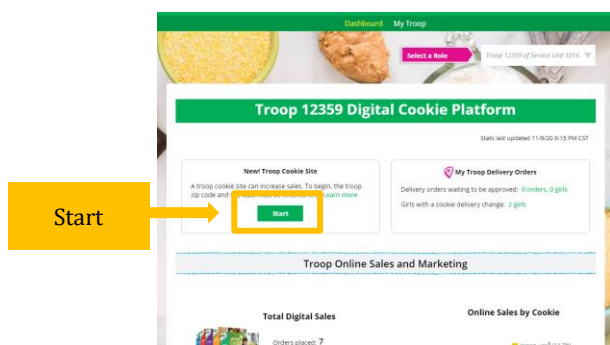 Dashboard My Troop
Select a Role
Troop 12359 of Service Unit 1016
Troop 12359 Digital Cookie Platform
Stats last updated 11/9/20 9:15 PM CST
New! Troop Cookie Site
A troop cookie site can increase sales. To begin, the troop
zip code and
Learn more
Start
My Troop Delivery Orders
Delivery orders waiting to be approved: 0 orders, 0 girls
Girls with a cookie delivery change: 2 girls
Start
Troop Online Sales and Marketing
Total Digital Sales
Orders placed: 7
Online Sales by Cookie